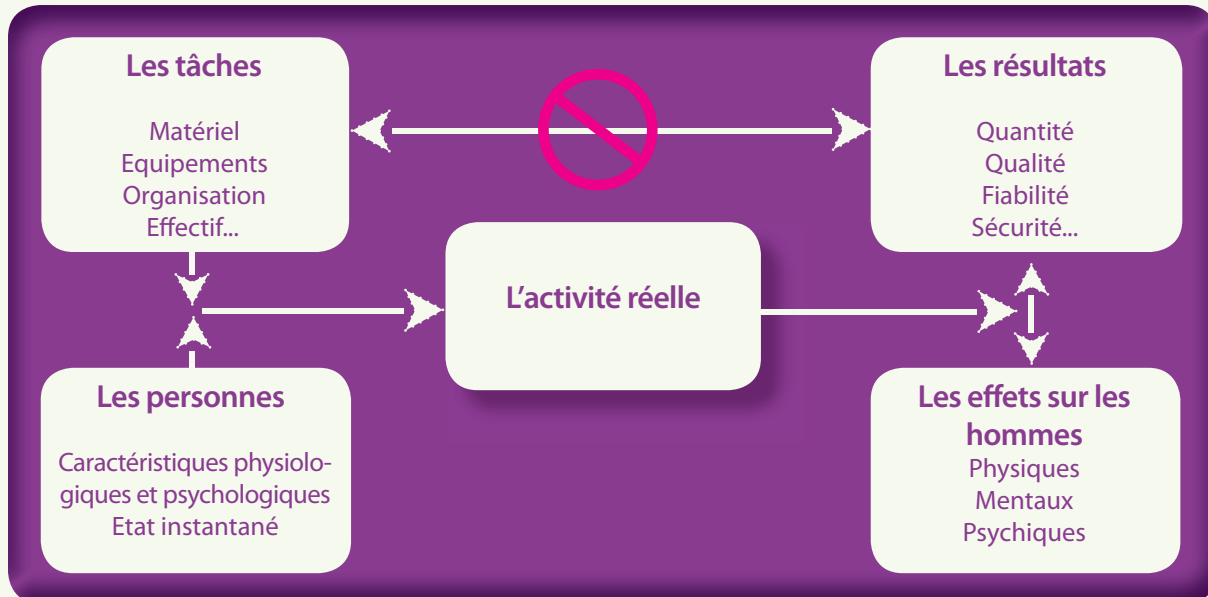 Les tâches
Matériel
Equipements
Organisation
Effectif...
Les résultats
Quantité
Qualité
Fiabilité
Sécurité...
L'activité réelle
Les personnes
Caractéristiques physiolo-
giques et psychologiques
Etat instantané
Les effets sur les
hommes
Physiques
Mentaux
Psychiques